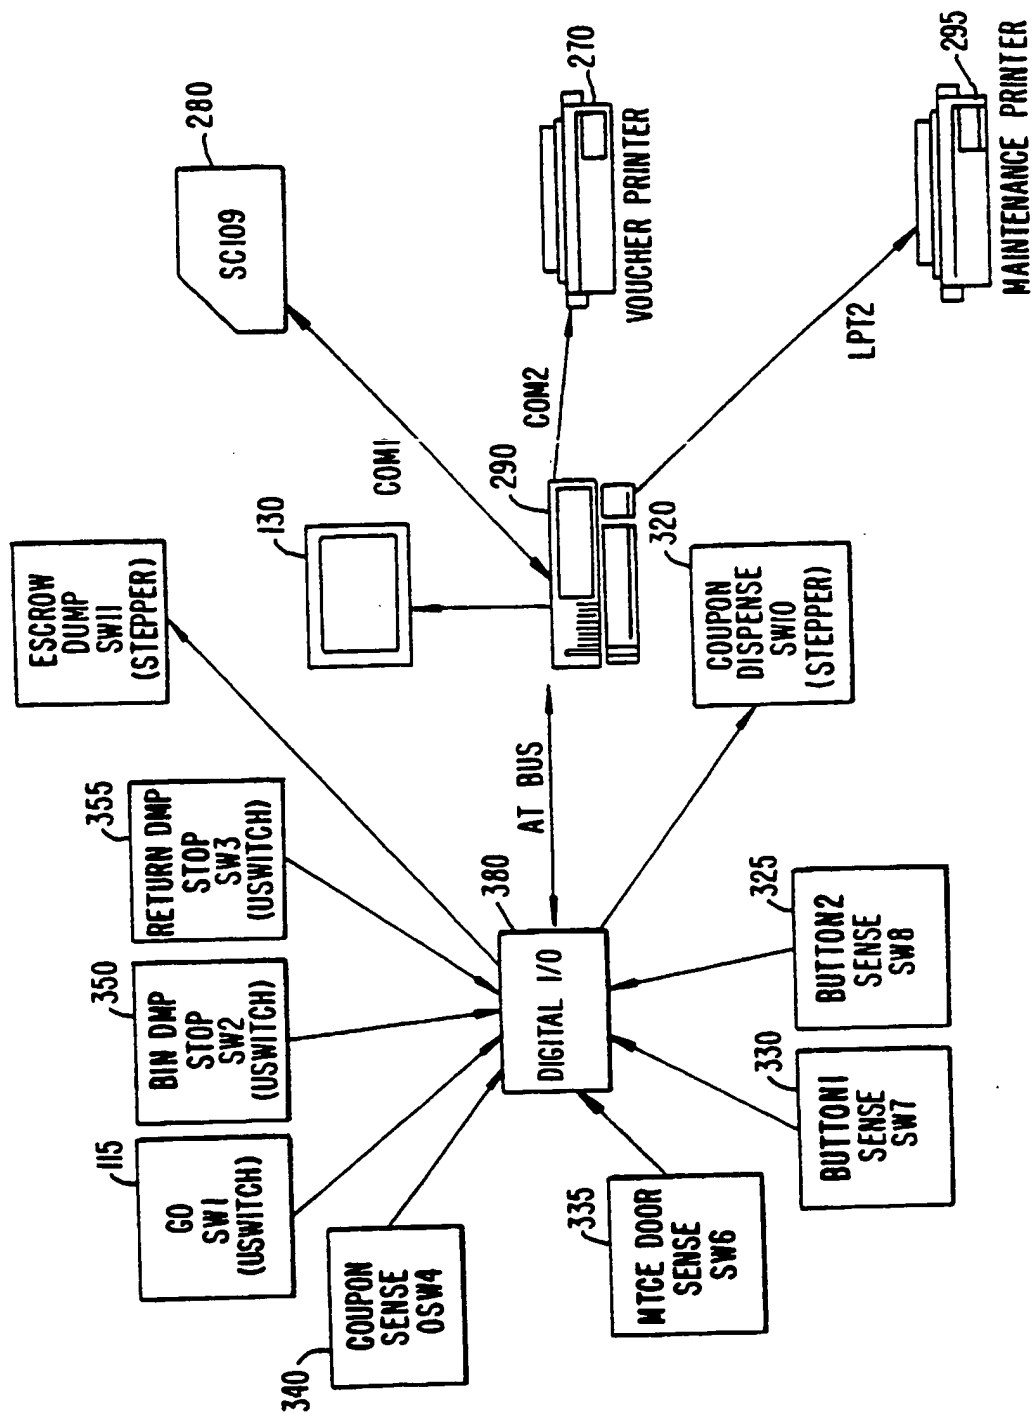 ESCROW
DUMP
SW11
(STEPPER)
115
GO
SW1
(USWITCH)
350
BIN DMP
STOP
SW2
(USWITCH)
355
RETURN DMP
STOP
SW3
(USWITCH)
280
SC109
130
COM1
340
COUPON
SENSE
OSW4
380
DIGITAL I/O
AT BUS
290
COM2
270
VOUCHER PRINTER
335
MTCE DOOR
SENSE
SW6
320
COUPON
DISPENSE
SW10
(STEPPER)
330
BUTTON1
SENSE
SW7
325
BUTTON2
SENSE
SW8
LPT2
295
MAINTENANCE PRINTER